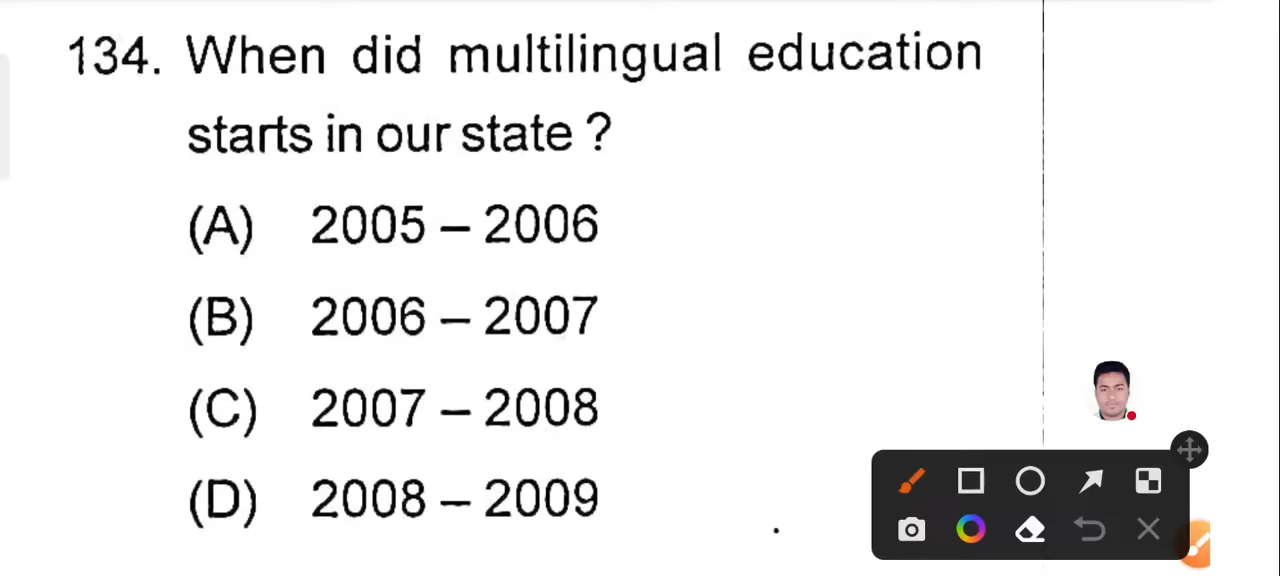 134. When did multilingual education
starts in our state ?
(A) 2005 – 2006
(B) 2006 – 2007
(C) 2007 – 2008
(D) 2008 – 2009